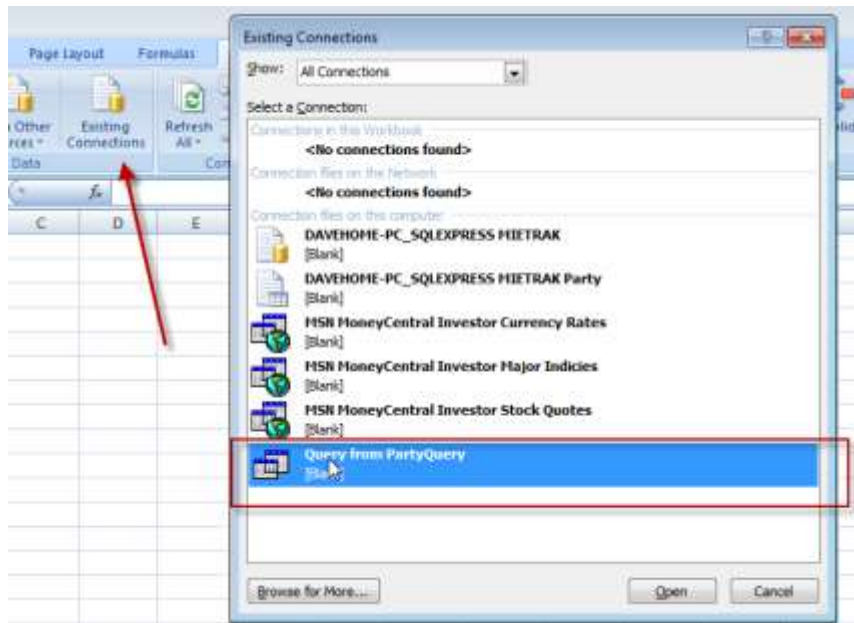 Existing Connections
Page Layout Formulas
Show: All Connections
Select a Connection:
Other Existing Connections Refresh All
Data
Connections in this Workbook
<No connections found>
Connection files on the Network
<No connections found>
Connection files on this computer
C D E
DAVEHOME-PC_SQLEXPRESS MIETRAK
[Blank]
DAVEHOME-PC_SQLEXPRESS MIETRAK Party
[Blank]
MSN MoneyCentral Investor Currency Rates
[Blank]
MSN MoneyCentral Investor Major Indicies
[Blank]
MSN MoneyCentral Investor Stock Quotes
[Blank]
Query from PartyQuery
[Blank]
Browse for More...
Open
Cancel